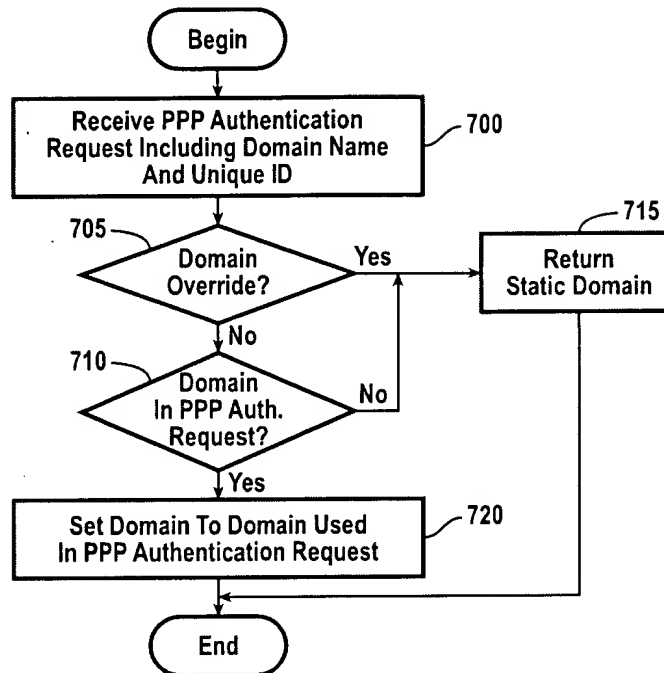 Begin
Receive PPP Authentication
Request Including Domain Name
And Unique ID
700
705
Domain
Override?
Yes
715
Return
Static Domain
No
710
Domain
In PPP Auth.
Request?
No
Yes
Set Domain To Domain Used
In PPP Authentication Request
720
End